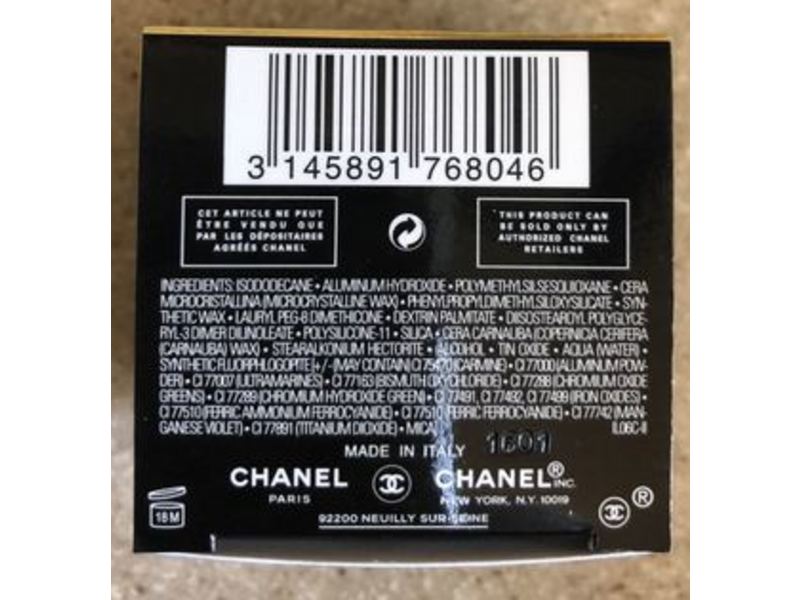 3 145891 768046
CET ARTICLE NE PEUT
ÊTRE VENDU QUE
PAR LES DÉPOSITAIRES
AGRÉÉS CHANEL
THIS PRODUCT CAN
BE SOLD ONLY BY
AUTHORIZED CHANEL
RETAILERS
INGREDIENTS: ISODODECANE • ALUMINUM HYDROXIDE • POLYMETHYLSILSESQUIOXANE • CERA
MICROCRISTALLINA (MICROCRYSTALLINE WAX) • PHENYLPROPYLDIMETHYLSILOXYSILICATE • SYN-
THETIC WAX • LAURYL PEG-8 DIMETHICONE • DEXTRIN PALMITATE • DIISOSTEAROYL POLYGLYCE-
RYL-3 DIMER DILINOLEATE • POLYSILICONE-11 • SILICA • CERA CARNAUBA (COPERNICIA CERIFERA
(CARNAUBA) WAX) • STEARALKONIUM HECTORITE • ALCOHOL • TIN OXIDE • AQUA (WATER) •
SYNTHETIC FLUORPHLOGOPITE +/- (MAY CONTAIN) CI 75470 (CARMINE) • CI 77000 (ALUMINUM POW-
DER) • CI 77007 (ULTRAMARINES) • CI 77163 (BISMUTH OXYCHLORIDE) • CI 77288 (CHROMIUM OXIDE
GREENS) • CI 77289 (CHROMIUM HYDROXIDE GREEN) • CI 77491, CI 77492, CI 77499 (IRON OXIDES) •
CI 77510 (FERRIC AMMONIUM FERROCYANIDE) • CI 77510 (FERRIC FERROCYANIDE) • CI 77742 (MAN-
GANESE VIOLET) • CI 77891 (TITANIUM DIOXIDE) • MICA IL06C-II
MADE IN ITALY 1601
CHANEL
PARIS
CHANEL® INC.
NEW YORK, N.Y. 10019
92200 NEUILLY SUR-SEINE
18M
®